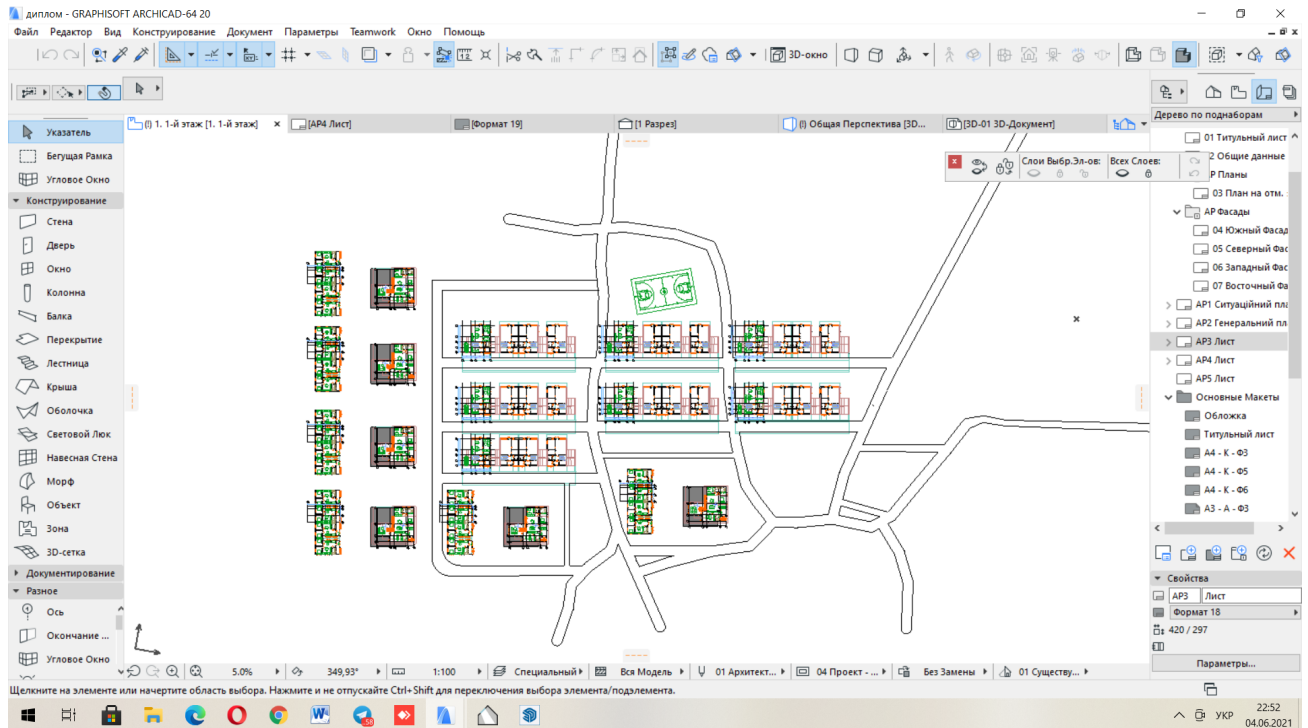 диплом - GRAPHISOFT ARCHICAD-64 20
Файл Редактор Вид Конструирование Документ Параметры Teamwork Окно Помощь
3D-окно
(!) 1. 1-й этаж [1. 1-й этаж]
[АР4 Лист]
[Формат 19]
[1 Разрез]
(!) Общая Перспектива [3D...
[3D-01 3D-Документ]
Слои Выбр.Эл-ов: Всех Слоев:
Указатель
Бегущая Рамка
Угловое Окно
Конструирование
Стена
Дверь
Окно
Колонна
Балка
Перекрытие
Лестница
Крыша
Оболочка
Световой Люк
Навесная Стена
Морф
Объект
Зона
3D-сетка
Документирование
Разное
Ось
Окончание ...
Угловое Окно
Дерево по поднаборам
01 Титульный лист
2 Общие данные
Р Планы
03 План на отм.
АР Фасады
04 Южный Фасад
05 Северный Фас
06 Западный Фас
07 Восточный Фа
АР1 Ситуаційний пла
АР2 Генеральний пл
АР3 Лист
АР4 Лист
АР5 Лист
Основные Макеты
Обложка
Титульный лист
А4 - К - Ф3
А4 - К - Ф5
А4 - К - Ф6
А3 - А - Ф3
Свойства
АР3 Лист
Формат 18
420 / 297
Параметры...
5.0% 349,93° 1:100 Специальный Вся Модель 01 Архитект... 04 Проект - ... Без Замены 01 Существу...
Щелкните на элементе или начертите область выбора. Нажмите и не отпускайте Ctrl+Shift для переключения выбора элемента/подэлемента.
.58
УКР
22:52
04.06.2021